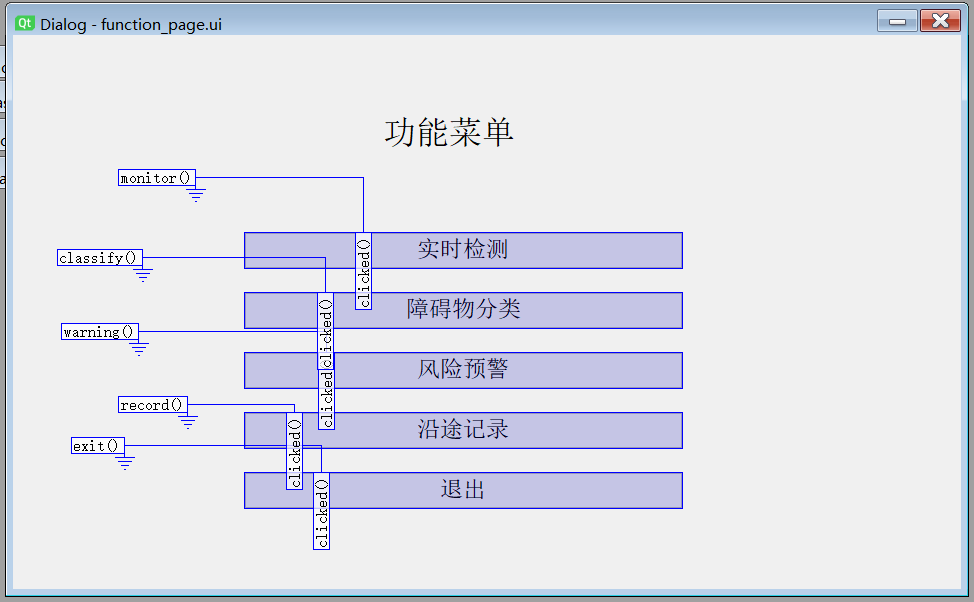 Qt Dialog - function_page.ui
功能菜单
monitor()
clicked()
实时检测
classify()
clicked()
障碍物分类
warning()
clicked
风险预警
record()
clicked()
沿途记录
exit()
clicked()
退出